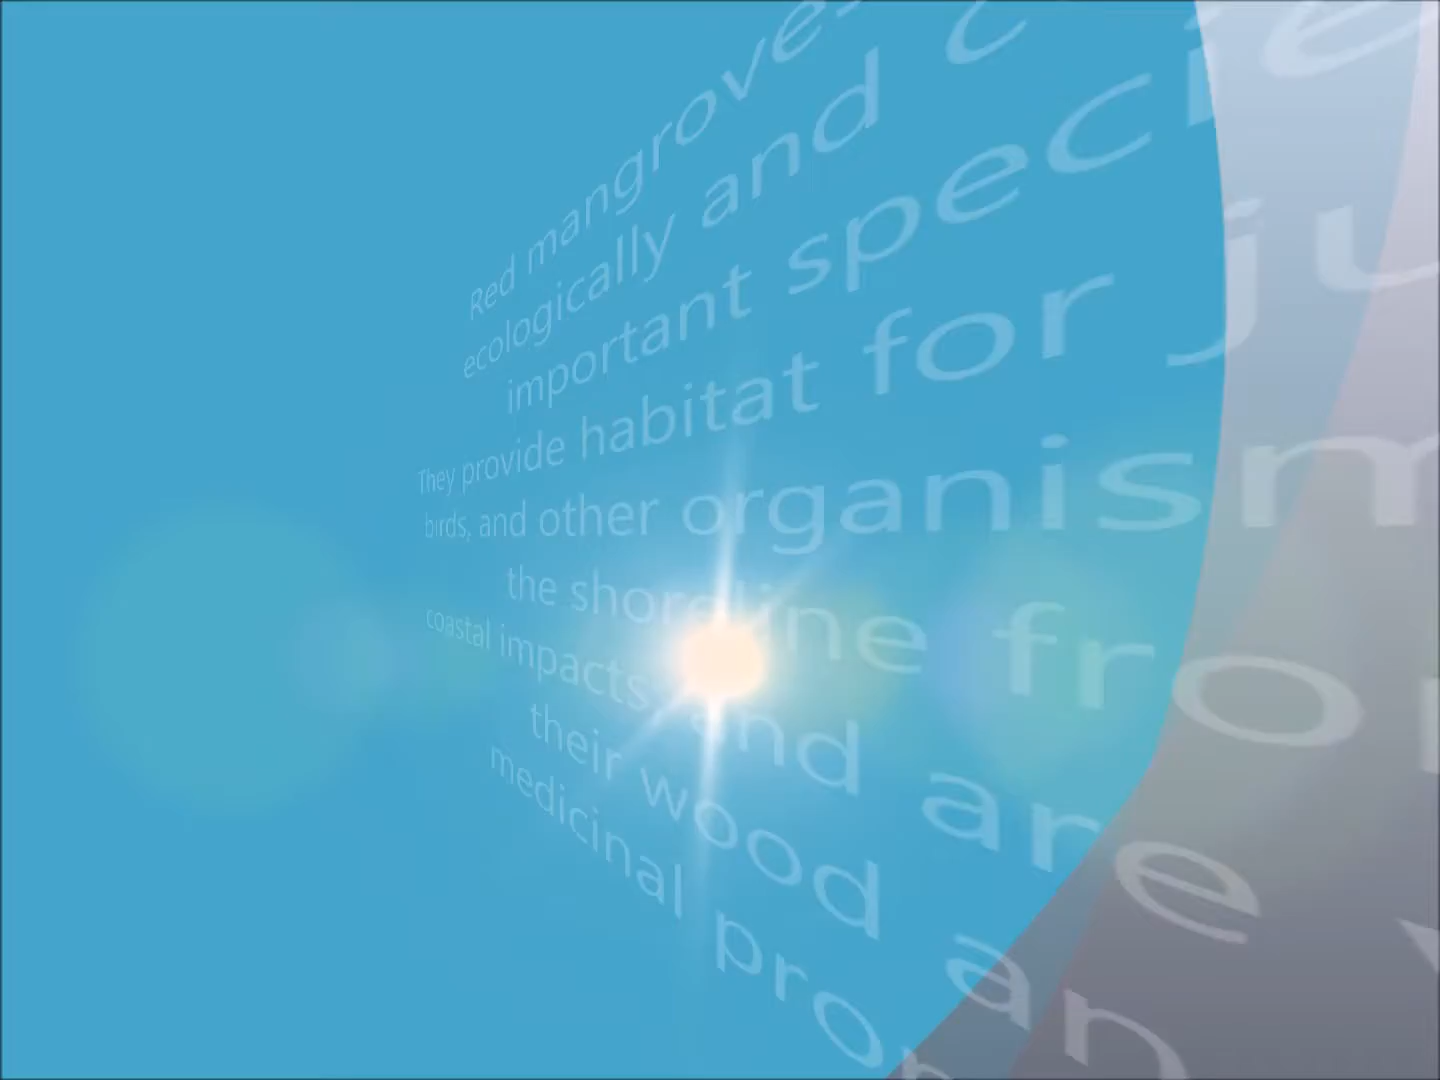 Red mangroves
ecologically and
important speci
They provide habitat for ju
birds, and other organism
the shoreline fro
coastal impacts, and are
their wood an
medicinal pro